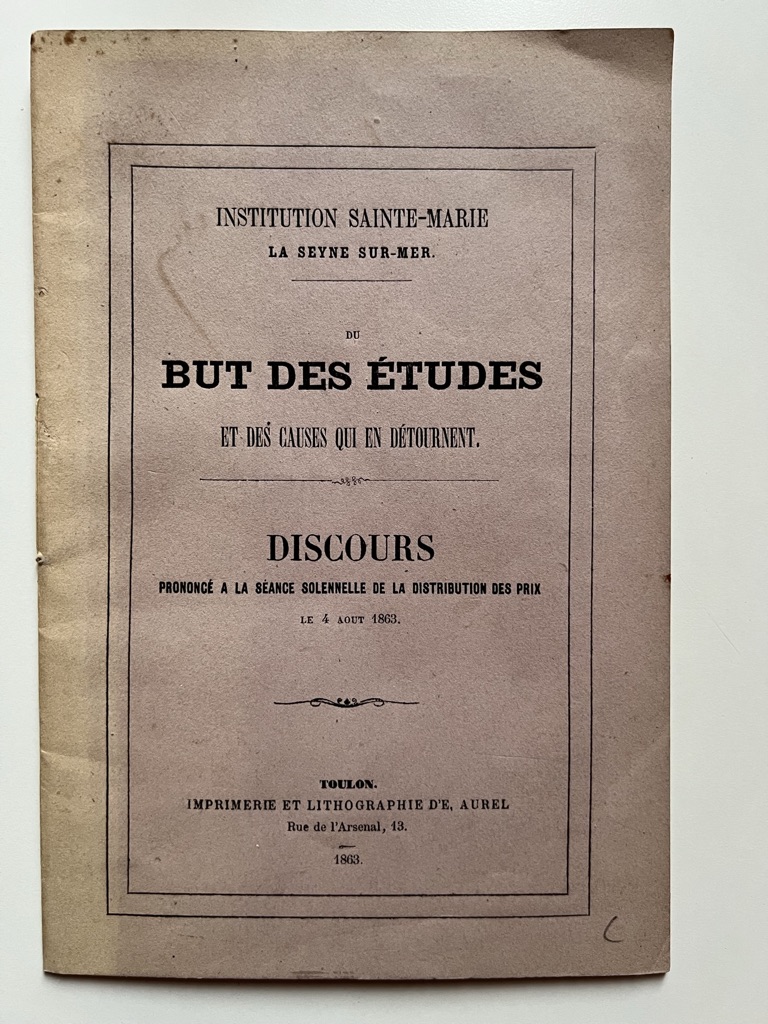 INSTITUTION SAINTE-MARIE
LA SEYNE SUR-MER.
DU
BUT DES ÉTUDES
ET DES CAUSES QUI EN DÉTOURNENT.
DISCOURS
PRONONCÉ A LA SÉANCE SOLENNELLE DE LA DISTRIBUTION DES PRIX
LE 4 AOUT 1863.
TOULON.
IMPRIMERIE ET LITHOGRAPHIE D'E, AUREL
Rue de l'Arsenal, 13.
1863.